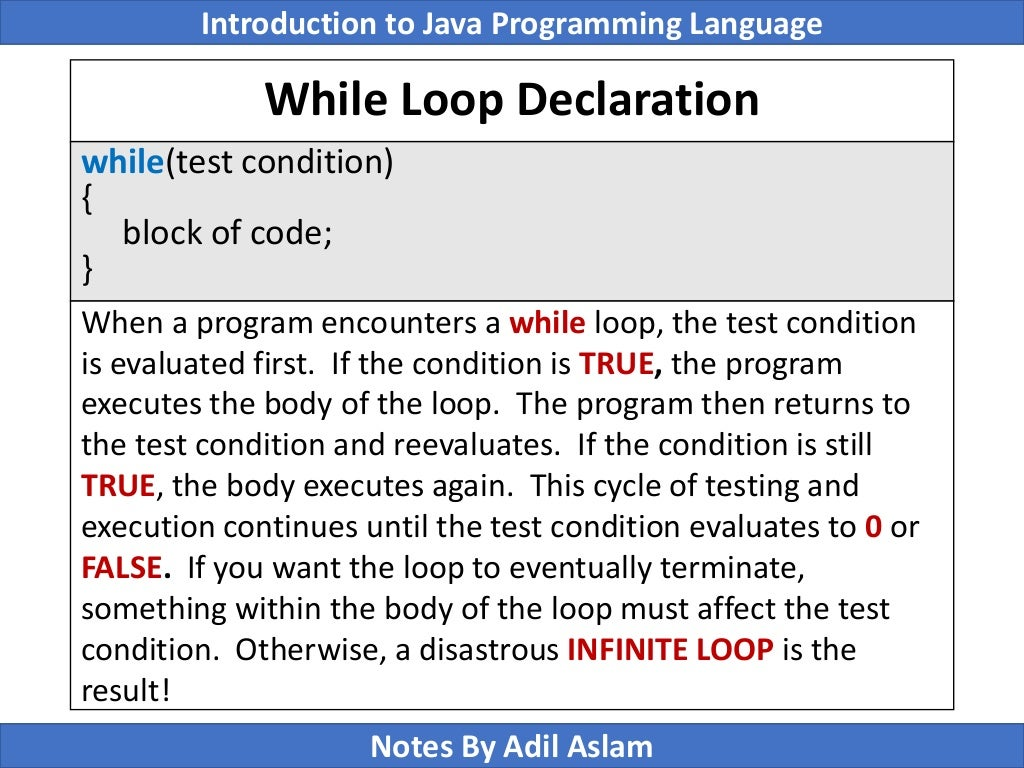 Introduction to Java Programming Language
While Loop Declaration
while(test condition)
{
block of code;
}
When a program encounters a while loop, the test condition
is evaluated first.  If the condition is TRUE, the program
executes the body of the loop.  The program then returns to
the test condition and reevaluates.  If the condition is still
TRUE, the body executes again.  This cycle of testing and
execution continues until the test condition evaluates to 0 or
FALSE.  If you want the loop to eventually terminate,
something within the body of the loop must affect the test
condition.  Otherwise, a disastrous INFINITE LOOP is the
result!
Notes By Adil Aslam